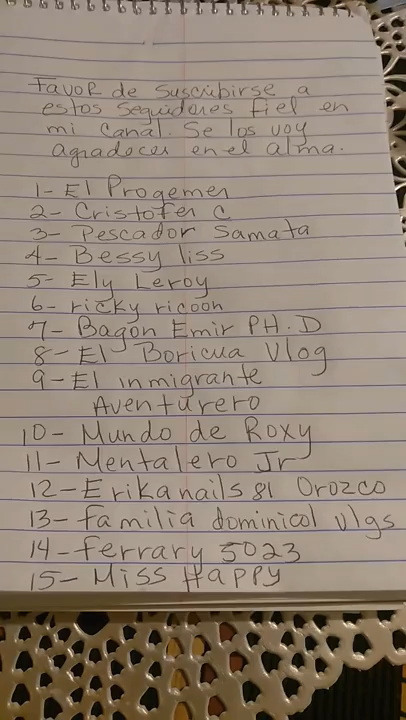 Favor de suscribirse a
estos seguidores fiel en
mi canal. Se los voy
agradecer en el alma.
1- El Progemer
2- Cristofer C
3- Pescador Samata
4- Bessy liss
5- Ely Leroy
6- ricky ricoon
7- Bagon Emir PH.D
8- El Boricua Vlog
9- El inmigrante
Aventurero
10- Mundo de Roxy
11- Mentalero Jr
12- Erikanails 81 Orozco
13- familia dominicol vlgs
14- ferrary 5023
15- Miss Happy